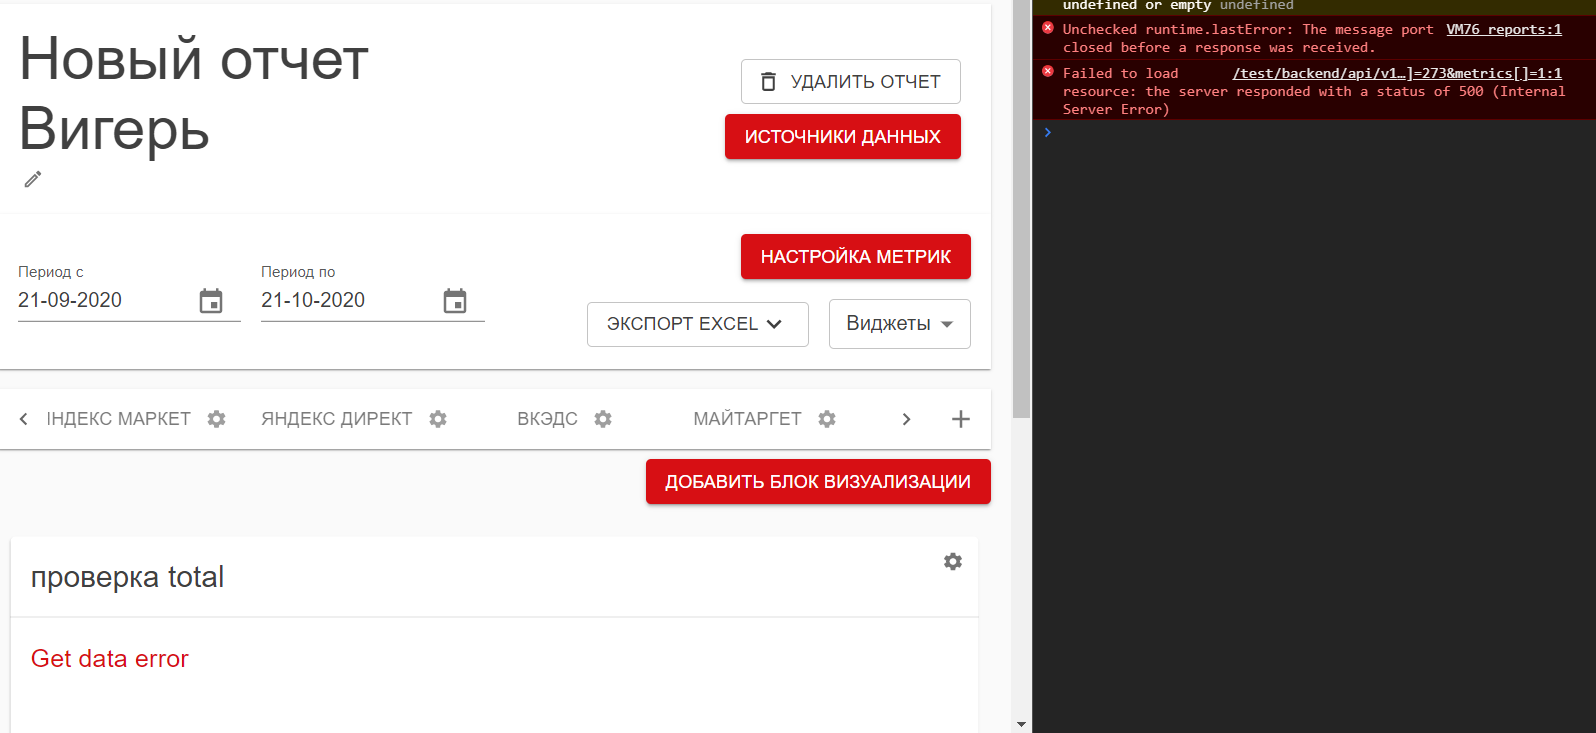 Новый отчет
Вигерь
УДАЛИТЬ ОТЧЕТ
ИСТОЧНИКИ ДАННЫХ
НАСТРОЙКА МЕТРИК
Период с
21-09-2020
Период по
21-10-2020
ЭКСПОРТ EXCEL
Виджеты
НДЕКС МАРКЕТ
ЯНДЕКС ДИРЕКТ
ВКЭДС
МАЙТАРГЕТ
ДОБАВИТЬ БЛОК ВИЗУАЛИЗАЦИИ
проверка total
Get data error
undefined or empty undefined
Unchecked runtime.lastError: The message port VM76 reports:1
closed before a response was received.
Failed to load /test/backend/api/v1…]=273&metrics[]=1:1
resource: the server responded with a status of 500 (Internal
Server Error)